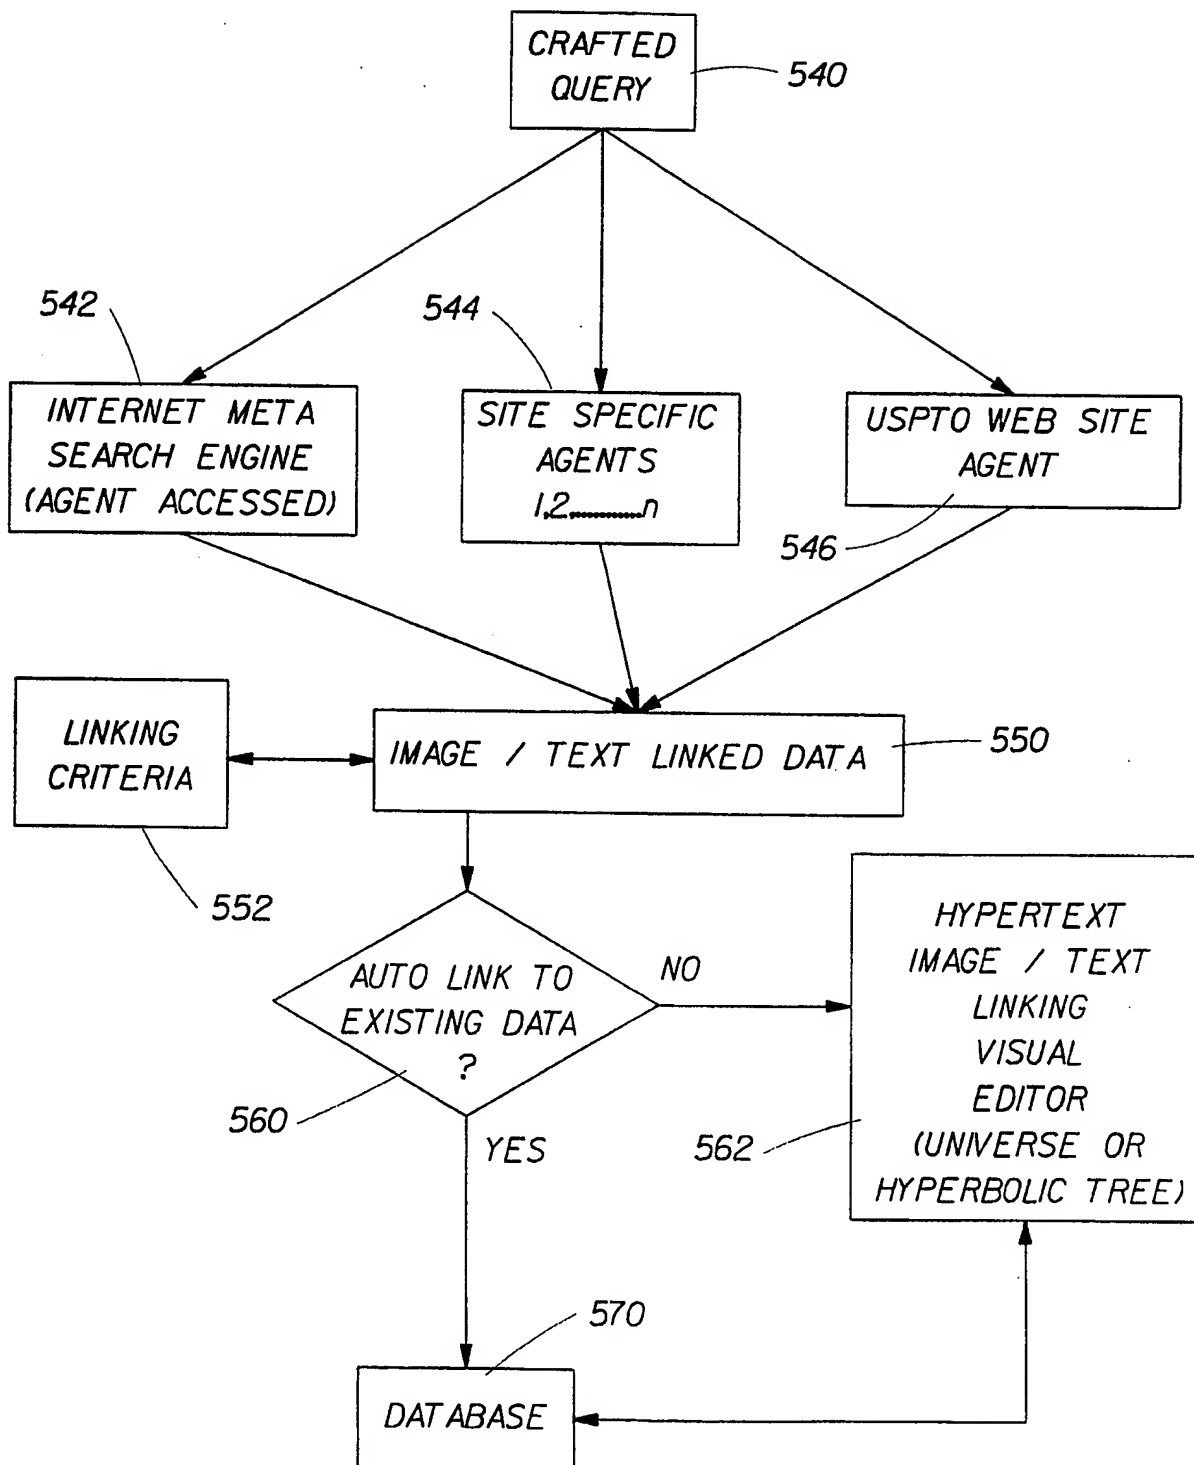 CRAFTED
QUERY
540
542
544
INTERNET META
SEARCH ENGINE
(AGENT ACCESSED)
SITE SPECIFIC
AGENTS
1,2............n
USPTO WEB SITE
AGENT
546
LINKING
CRITERIA
552
IMAGE / TEXT LINKED DATA
550
AUTO LINK TO
EXISTING DATA
?
560
NO
YES
HYPERTEXT
IMAGE / TEXT
LINKING
VISUAL
EDITOR
(UNIVERSE OR
HYPERBOLIC TREE)
562
570
DATABASE